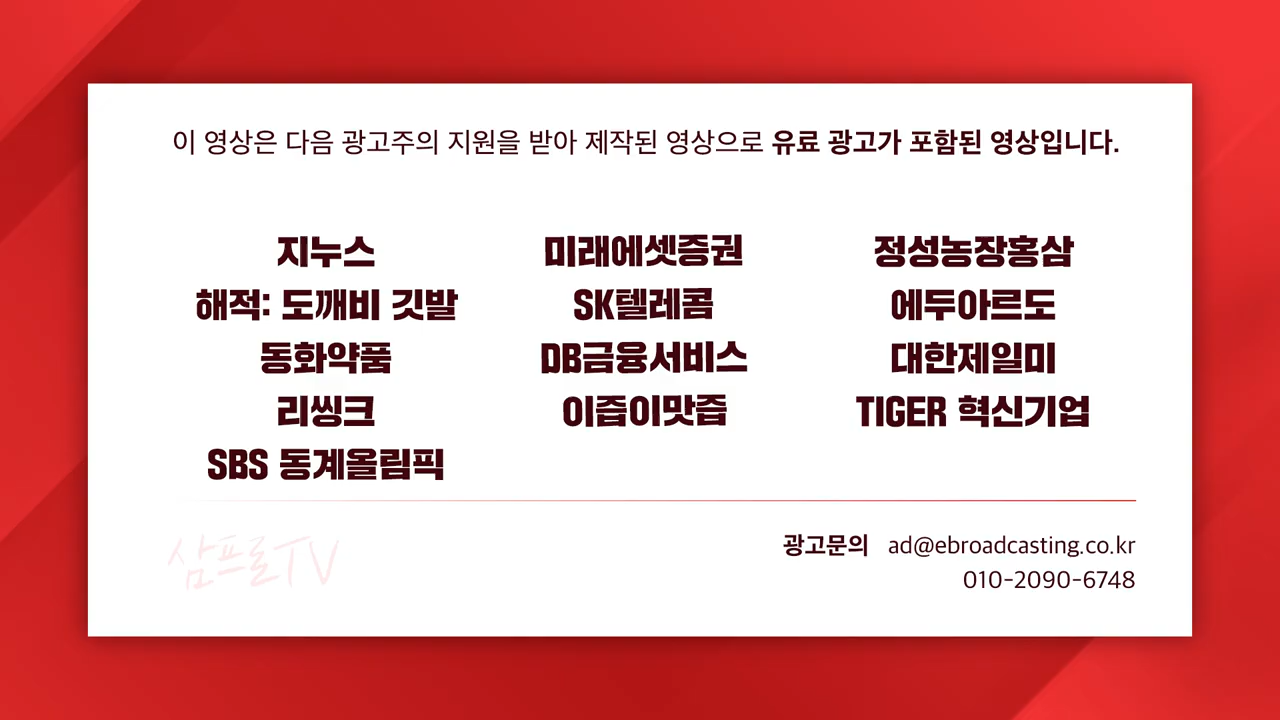 이 영상은 다음 광고주의 지원을 받아 제작된 영상으로 유료 광고가 포함된 영상입니다.
지누스 미래에셋증권 정성농장홍삼
해적: 도깨비 깃발 SK텔레콤 에두아르도
동화약품 DB금융서비스 대한제일미
리씽크 이즙이맛즙 TIGER 혁신기업
SBS 동계올림픽
삼프로TV
광고문의 ad@ebroadcasting.co.kr
010-2090-6748